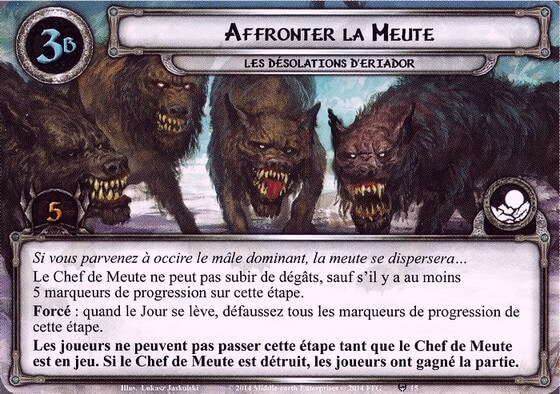 3B
AFFRONTER LA MEUTE
LES DÉSOLATIONS D'ERIADOR
5
Si vous parvenez à occire le mâle dominant, la meute se dispersera…
Le Chef de Meute ne peut pas subir de dégâts, sauf s'il y a au moins
5 marqueurs de progression sur cette étape.
Forcé : quand le Jour se lève, défaussez tous les marqueurs de progression de
cette étape.
Les joueurs ne peuvent pas passer cette étape tant que le Chef de Meute
est en jeu. Si le Chef de Meute est détruit, les joueurs ont gagné la partie.
Illus. Lukasz Jaskolski © 2014 Middle-earth Enterprises © 2014 FFG 15